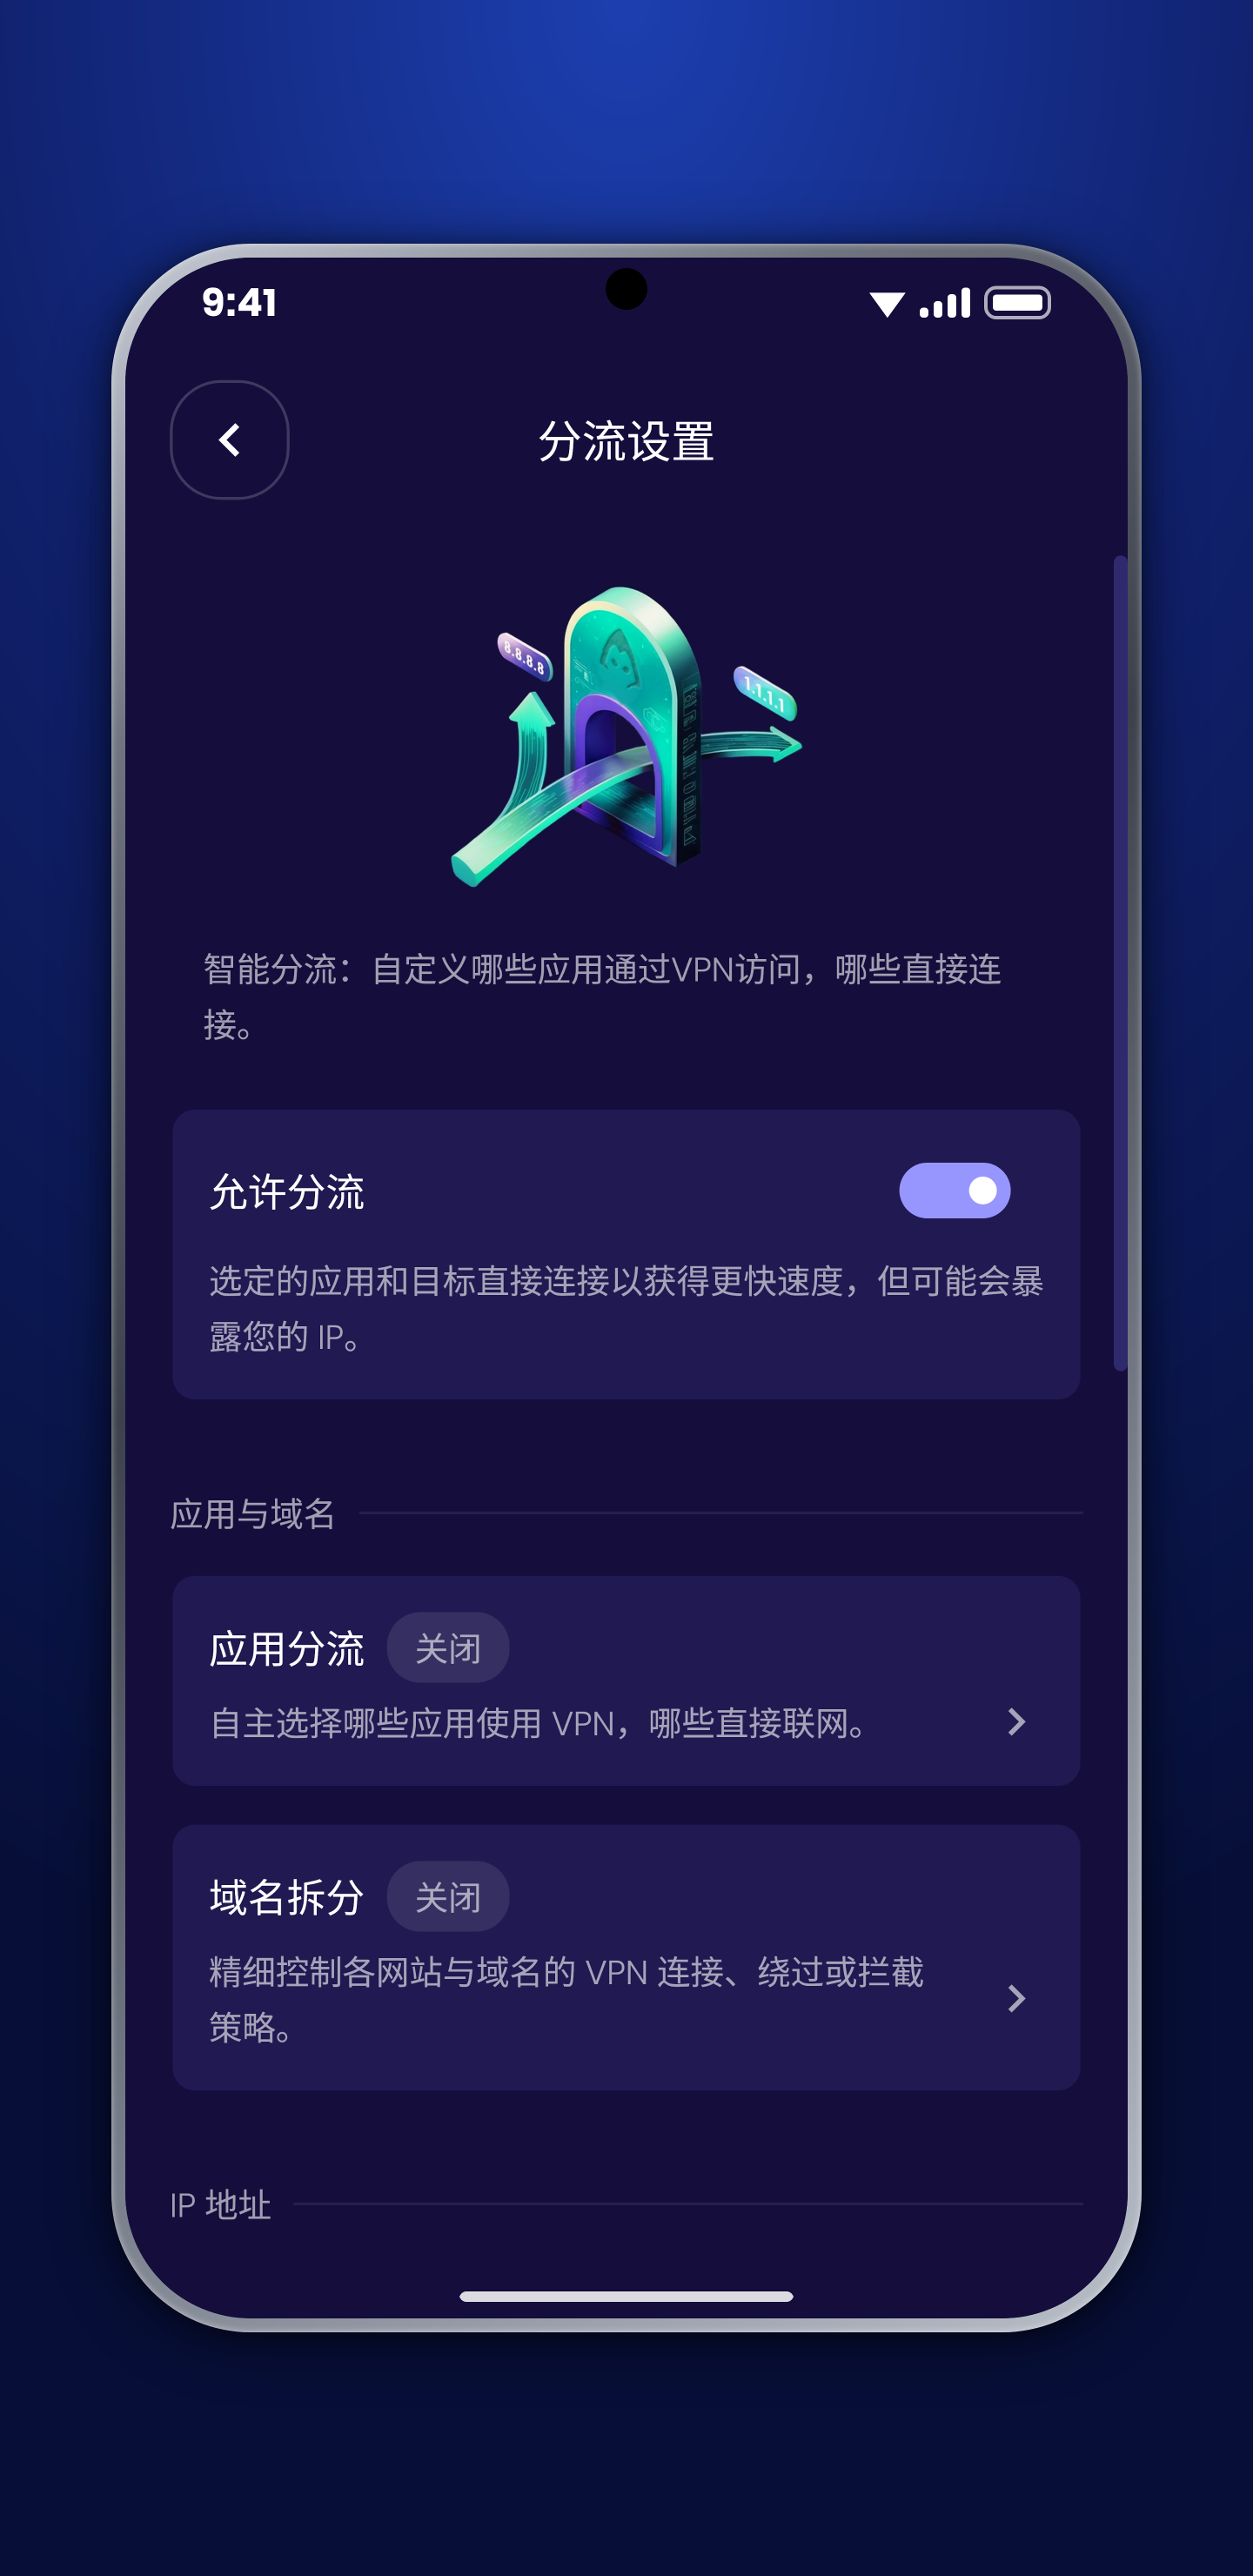 9:41
分流设置
8.8.8.8
1.1.1.1
智能分流：自定义哪些应用通过VPN访问，哪些直接连
接。
允许分流
选定的应用和目标直接连接以获得更快速度，但可能会暴
露您的 IP。
应用与域名
应用分流 关闭
自主选择哪些应用使用 VPN，哪些直接联网。
域名拆分 关闭
精细控制各网站与域名的 VPN 连接、绕过或拦截
策略。
IP 地址